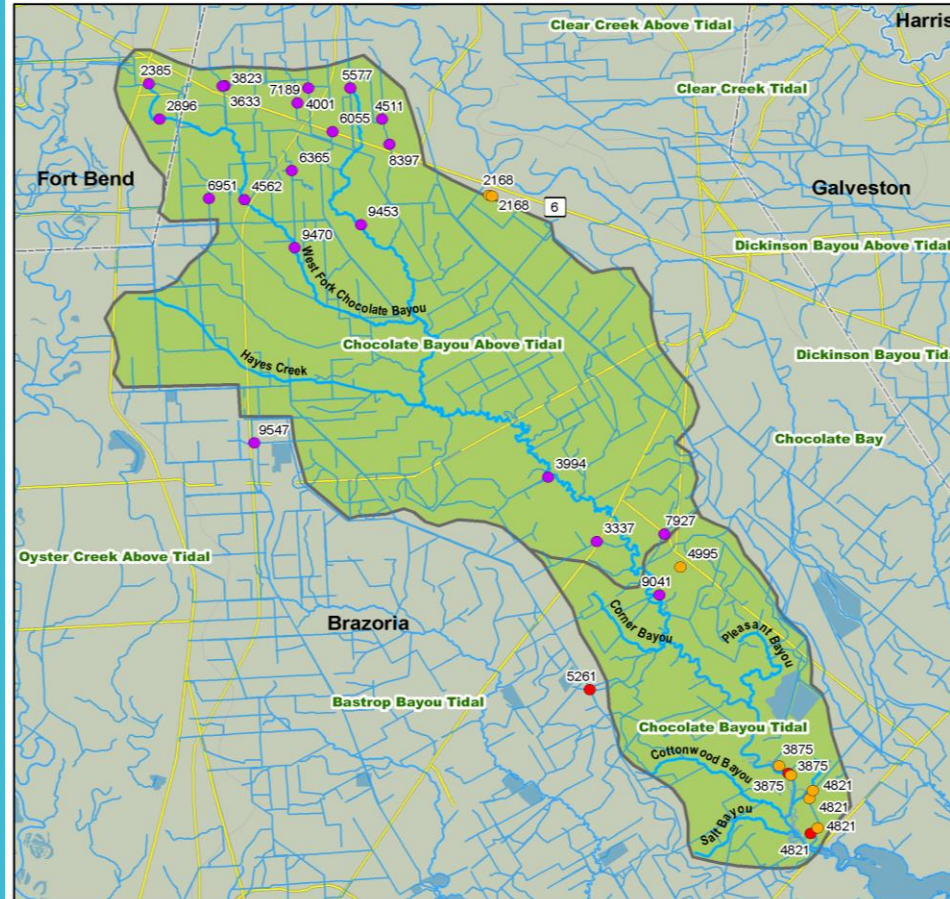 Harris
Clear Creek Above Tidal
2385
3823
7189
5577
3633
4001
4511
Clear Creek Tidal
2896
6055
8397
6365
Fort Bend
2168
Galveston
6951
4562
2168
6
9453
9470
Dickinson Bayou Above Tidal
West Fork Chocolate Bayou
Chocolate Bayou Above Tidal
Dickinson Bayou Tid
Hayes Creek
9547
Chocolate Bay
3994
3337
7927
Oyster Creek Above Tidal
4995
9041
Brazoria
Corner Bayou
Pleasant Bayou
5261
Bastrop Bayou Tidal
Chocolate Bayou Tidal
Cottonwood Bayou
3875
3875
3875
4821
4821
Salt Bayou
4821
4821